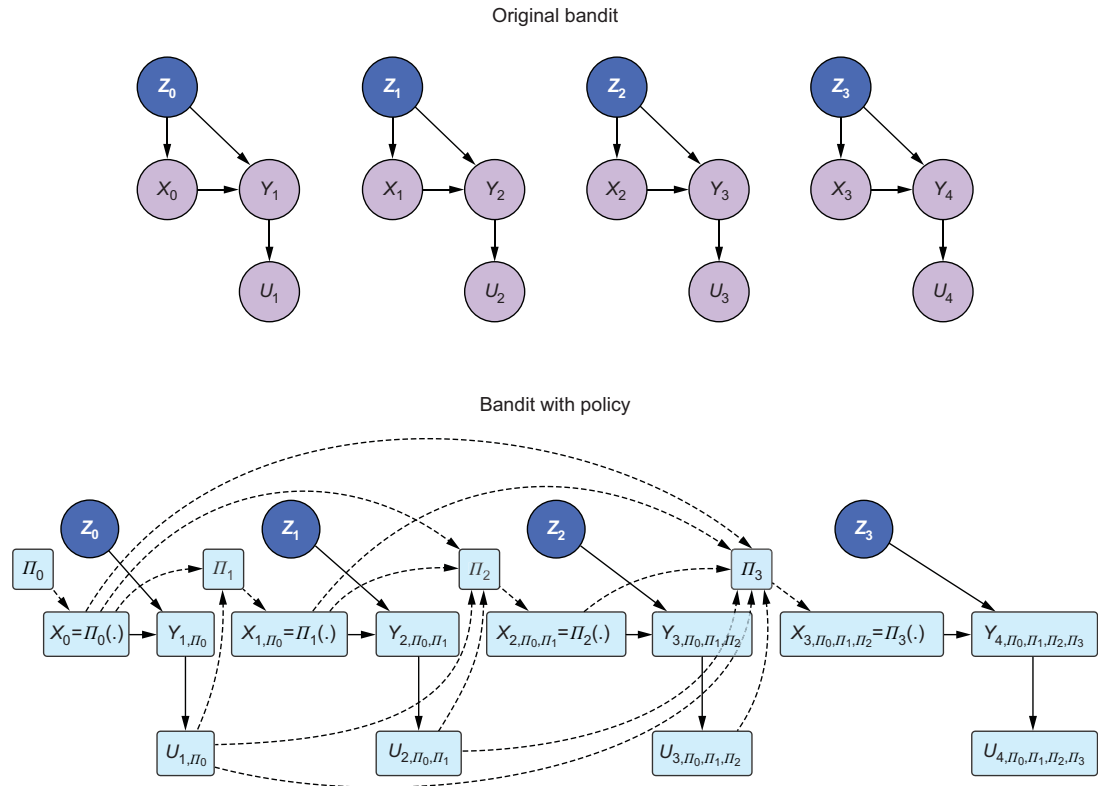 Original bandit
Z₀ Z₁ Z₂ Z₃
X₀ Y₁ X₁ Y₂ X₂ Y₃ X₃ Y₄
U₁ U₂ U₃ U₄
Bandit with policy
Z₀ Z₁ Z₂ Z₃
Π₀ Π₁ Π₂ Π₃
X₀=Π₀(.) Y₁,Π₀ X₁,Π₀=Π₁(.) Y₂,Π₀,Π₁ X₂,Π₀,Π₁=Π₂(.) Y₃,Π₀,Π₁,Π₂ X₃,Π₀,Π₁,Π₂=Π₃(.) Y₄,Π₀,Π₁,Π₂,Π₃
U₁,Π₀ U₂,Π₀,Π₁ U₃,Π₀,Π₁,Π₂ U₄,Π₀,Π₁,Π₂,Π₃